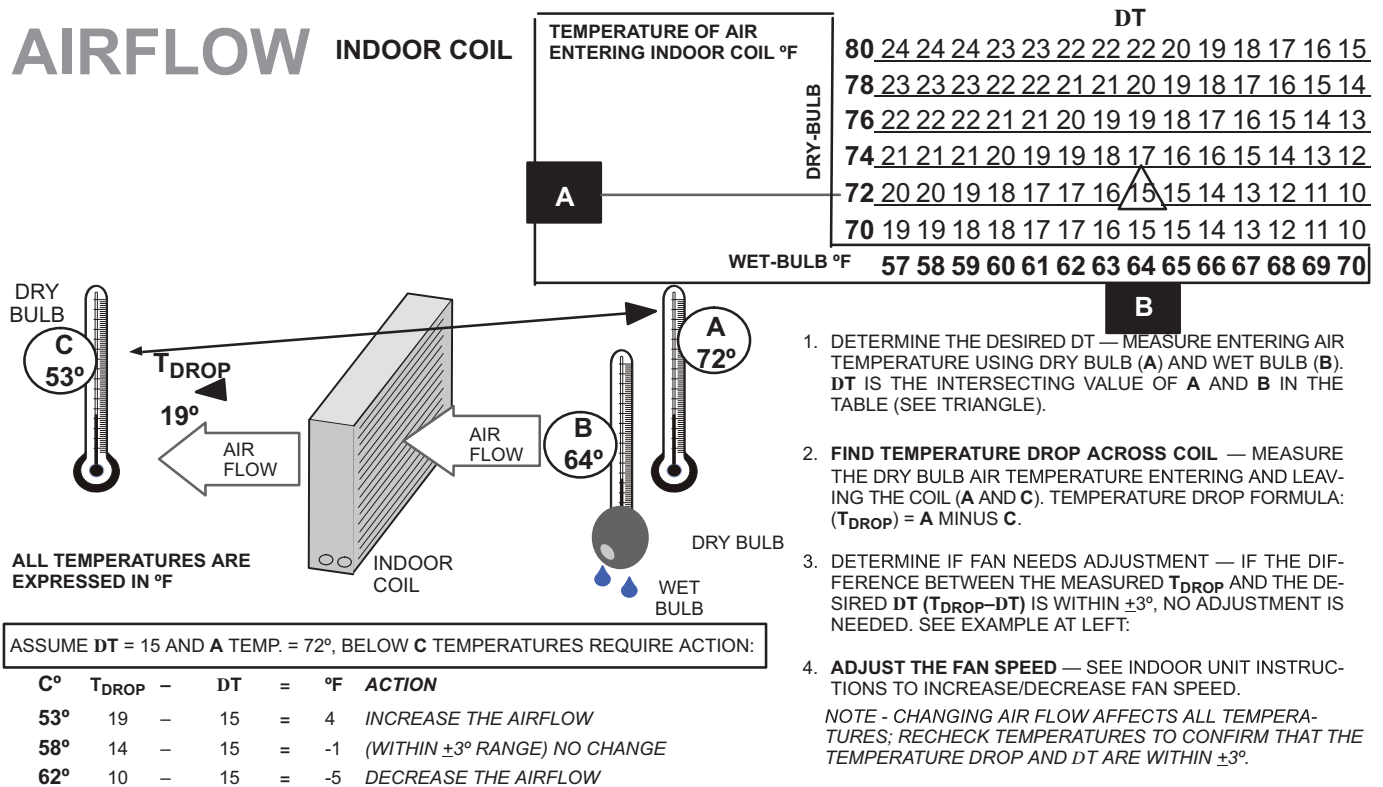 AIRFLOW INDOOR COIL
TEMPERATURE OF AIR
ENTERING INDOOR COIL ºF
DT
DRY-BULB
80 24 24 24 23 23 22 22 22 20 19 18 17 16 15
78 23 23 23 22 22 21 21 20 19 18 17 16 15 14
76 22 22 22 21 21 20 19 19 18 17 16 15 14 13
74 21 21 21 20 19 19 18 17 16 16 15 14 13 12
A
72 20 20 19 18 17 17 16 15 15 14 13 12 11 10
70 19 19 18 18 17 17 16 15 15 14 13 12 11 10
WET-BULB ºF 57 58 59 60 61 62 63 64 65 66 67 68 69 70
B
DRY
BULB
C
53º
TDROP
19º
AIR
FLOW
AIR
FLOW
B
64º
A
72º
DRY BULB
WET
BULB
INDOOR
COIL
ALL TEMPERATURES ARE
EXPRESSED IN ºF
ASSUME DT = 15 AND A TEMP. = 72º, BELOW C TEMPERATURES REQUIRE ACTION:
Cº TDROP – DT = ºF ACTION
53º 19 – 15 = 4 INCREASE THE AIRFLOW
58º 14 – 15 = -1 (WITHIN +3º RANGE) NO CHANGE
62º 10 – 15 = -5 DECREASE THE AIRFLOW
1. DETERMINE THE DESIRED DT — MEASURE ENTERING AIR
TEMPERATURE USING DRY BULB (A) AND WET BULB (B).
DT IS THE INTERSECTING VALUE OF A AND B IN THE
TABLE (SEE TRIANGLE).
2. FIND TEMPERATURE DROP ACROSS COIL — MEASURE
THE DRY BULB AIR TEMPERATURE ENTERING AND LEAV-
ING THE COIL (A AND C). TEMPERATURE DROP FORMULA:
(TDROP) = A MINUS C.
3. DETERMINE IF FAN NEEDS ADJUSTMENT — IF THE DIF-
FERENCE BETWEEN THE MEASURED TDROP AND THE DE-
SIRED DT (TDROP–DT) IS WITHIN +3º, NO ADJUSTMENT IS
NEEDED. SEE EXAMPLE AT LEFT:
4. ADJUST THE FAN SPEED — SEE INDOOR UNIT INSTRUC-
TIONS TO INCREASE/DECREASE FAN SPEED.
NOTE - CHANGING AIR FLOW AFFECTS ALL TEMPERA-
TURES; RECHECK TEMPERATURES TO CONFIRM THAT THE
TEMPERATURE DROP AND DT ARE WITHIN +3º.